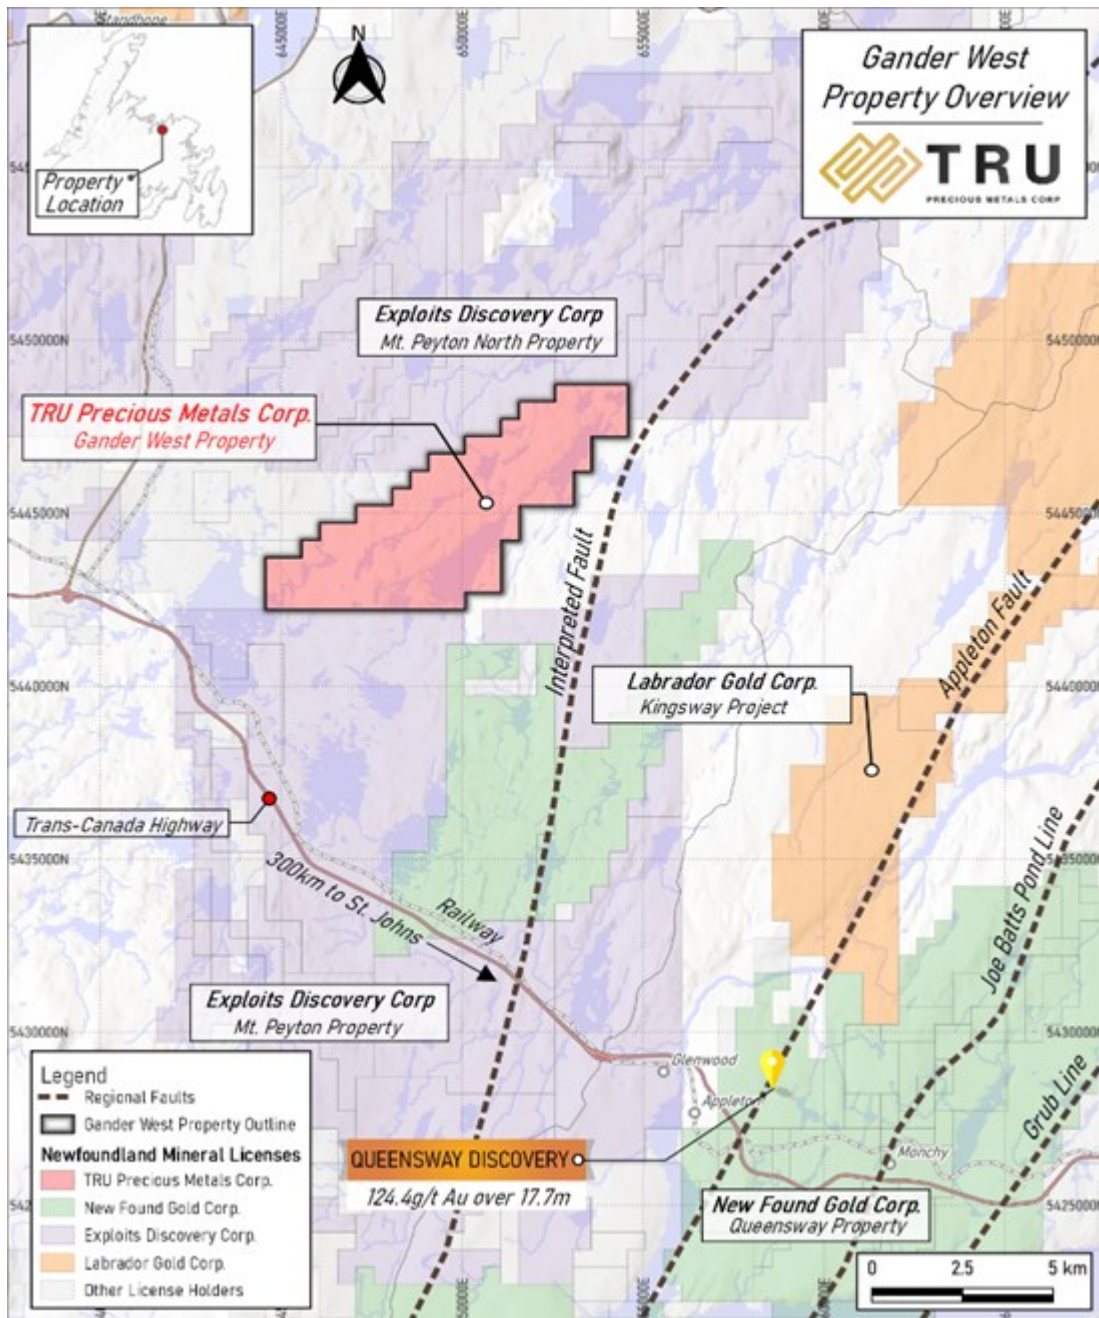 Gander West
Property Overview
TRU
PRECIOUS METALS CORP
N
645000E
650000E
655000E
Property*
Location
Exploits Discovery Corp
Mt. Peyton North Property
5450000N
TRU Precious Metals Corp.
Gander West Property
5445000N
Interpreted Fault
Appleton Fault
5440000N
Labrador Gold Corp.
Kingsway Project
Trans-Canada Highway
5435000N
Joe Batts Pond Line
300km to St. Johns
Railway
Exploits Discovery Corp
Mt. Peyton Property
5430000N
5430000N
Glenwood
Appleton
Grub Line
Monchy
QUEENSWAY DISCOVERY
124.4g/t Au over 17.7m
New Found Gold Corp.
Queensway Property
5425000N
Legend
Regional Faults
Gander West Property Outline
Newfoundland Mineral Licenses
TRU Precious Metals Corp.
New Found Gold Corp.
Exploits Discovery Corp.
Labrador Gold Corp.
Other License Holders
0 2.5 5 km